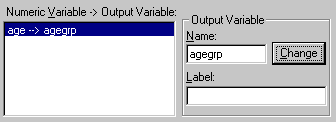 Numeric Variable -> Output Variable:
age --> agegrp
Output Variable
Name:
agegrp
Change
Label: